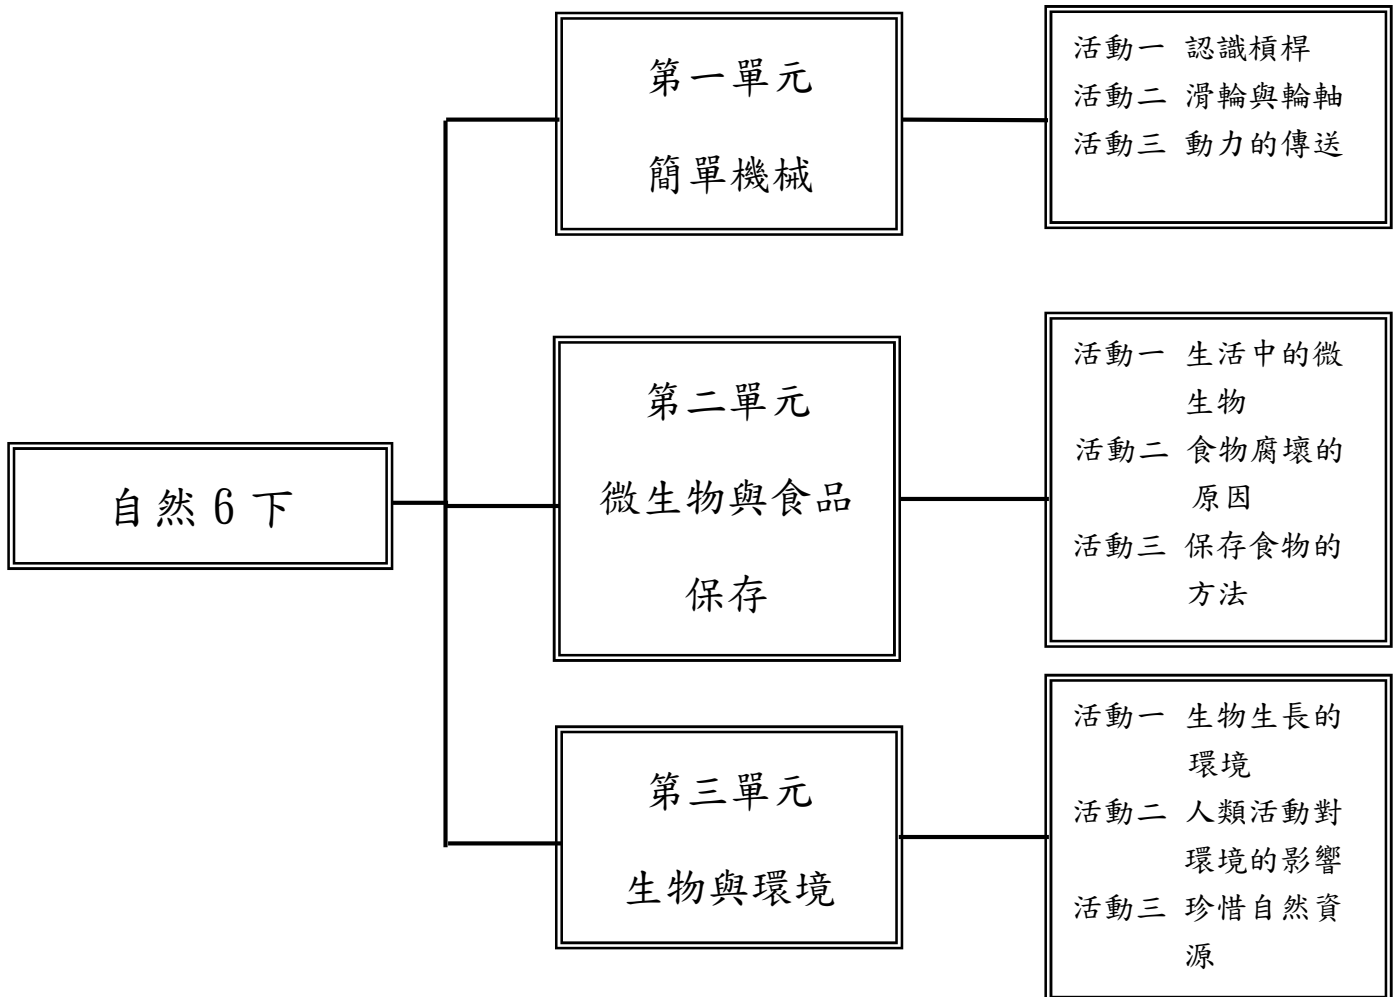 自然 6 下
第一單元
簡單機械
活動一 認識槓桿
活動二 滑輪與輪軸
活動三 動力的傳送
第二單元
微生物與食品
保存
活動一 生活中的微
生物
活動二 食物腐壞的
原因
活動三 保存食物的
方法
第三單元
生物與環境
活動一 生物生長的
環境
活動二 人類活動對
環境的影響
活動三 珍惜自然資
源